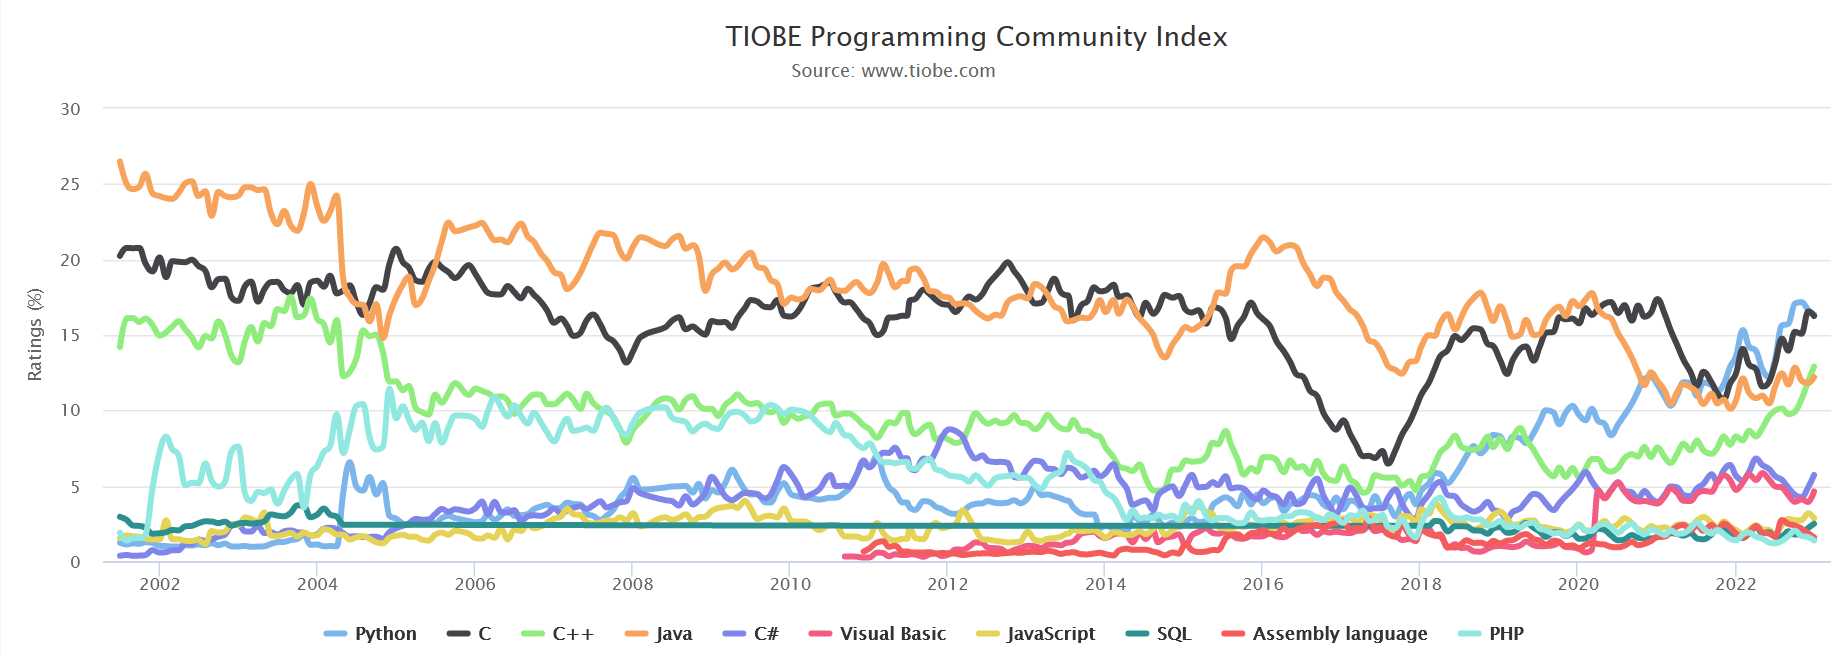 TIOBE Programming Community Index
Source: www.tiobe.com
Ratings (%)
30
25
20
15
10
5
0
2002 2004 2006 2008 2010 2012 2014 2016 2018 2020 2022
Python C C++ Java C# Visual Basic JavaScript SQL Assembly language PHP